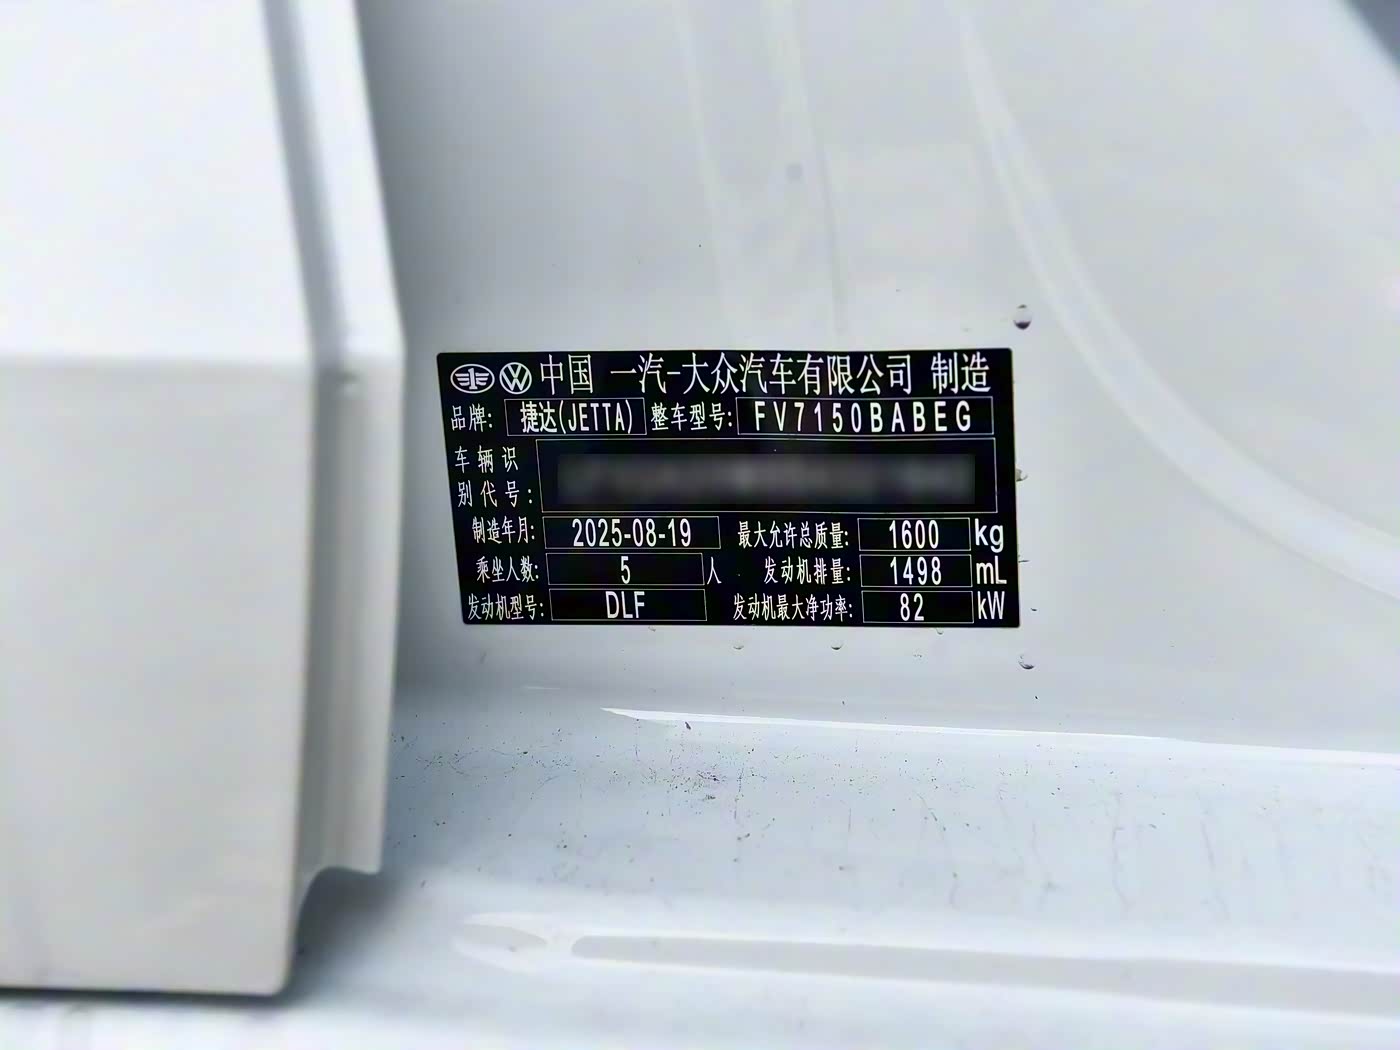 中国 一汽-大众汽车有限公司 制造
品牌: 捷达(JETTA) 整车型号: FV7150BABEG
车辆识
别代号:
制造年月: 2025-08-19 最大允许总质量: 1600 kg
乘坐人数: 5 人 发动机排量: 1498 mL
发动机型号: DLF 发动机最大净功率: 82 kW